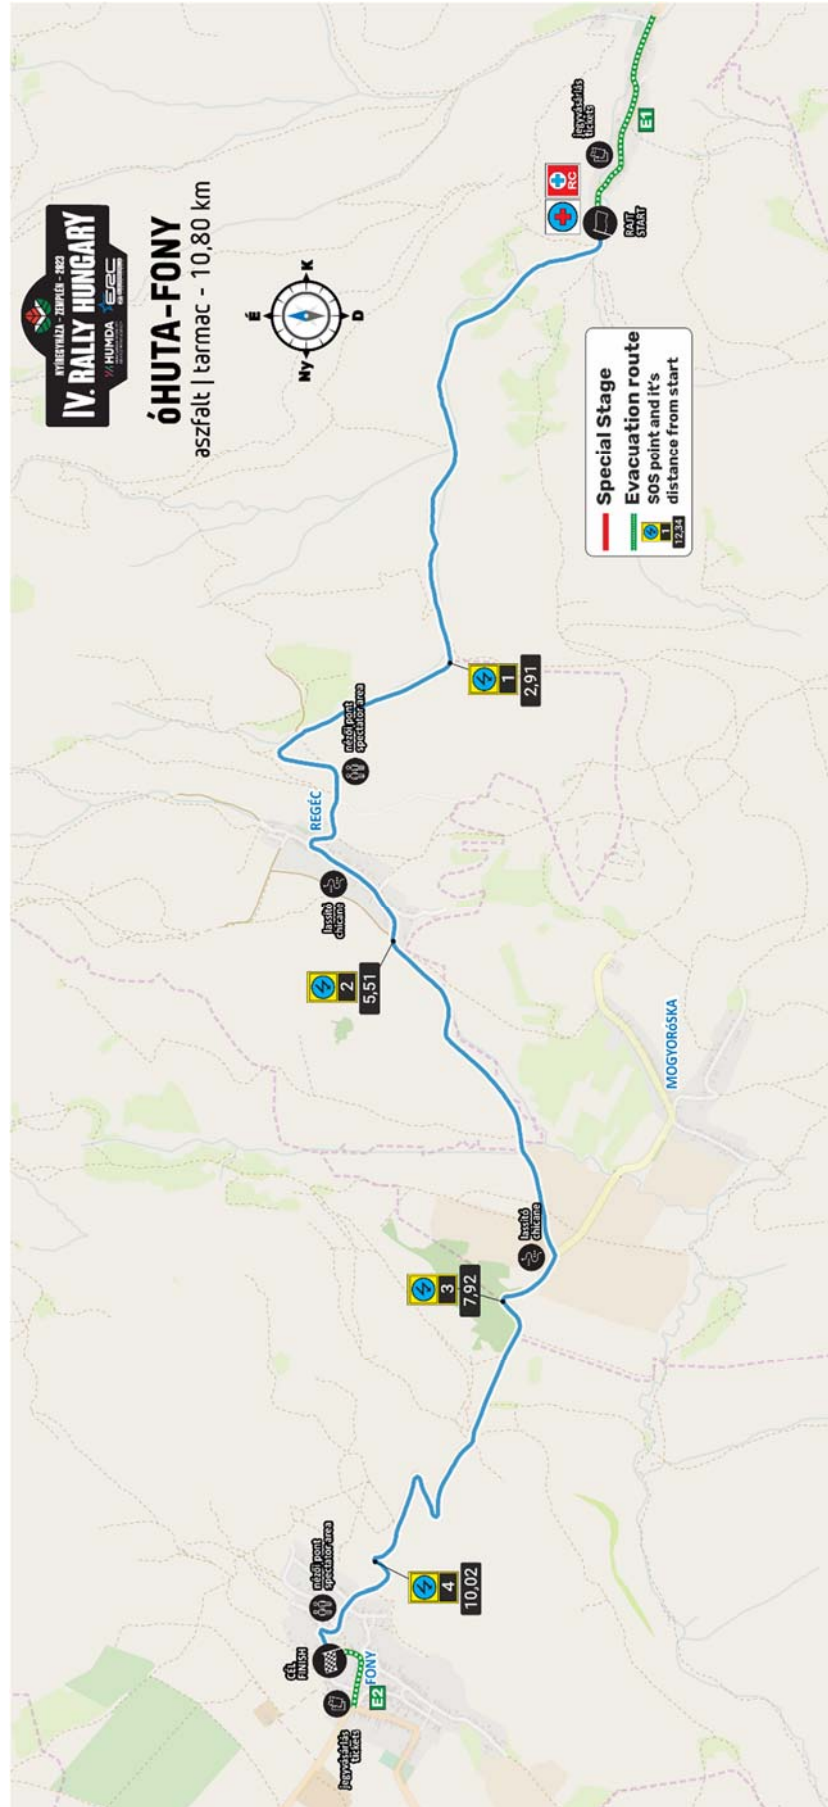 NYÍREGYHÁZA - ZEMPLÉN - 2023
IV. RALLY HUNGARY
HUMDA
ERC
óHUTA-FONY
aszfalt | tarmac - 10,80 km
É
K
D
Ny
CÉL
FINISH
nézői pont
spectator area
jegyvásárlás
tickets
E2
FONY
4
10,02
3
7,92
lassító
chicane
MOGYORóSKA
2
5,51
lassító
chicane
REGÉC
nézői pont
spectator area
1
2,91
RC
RAJT
START
jegyvásárlás
tickets
E1
Special Stage
Evacuation route
SOS point and it's
distance from start
1
12,34